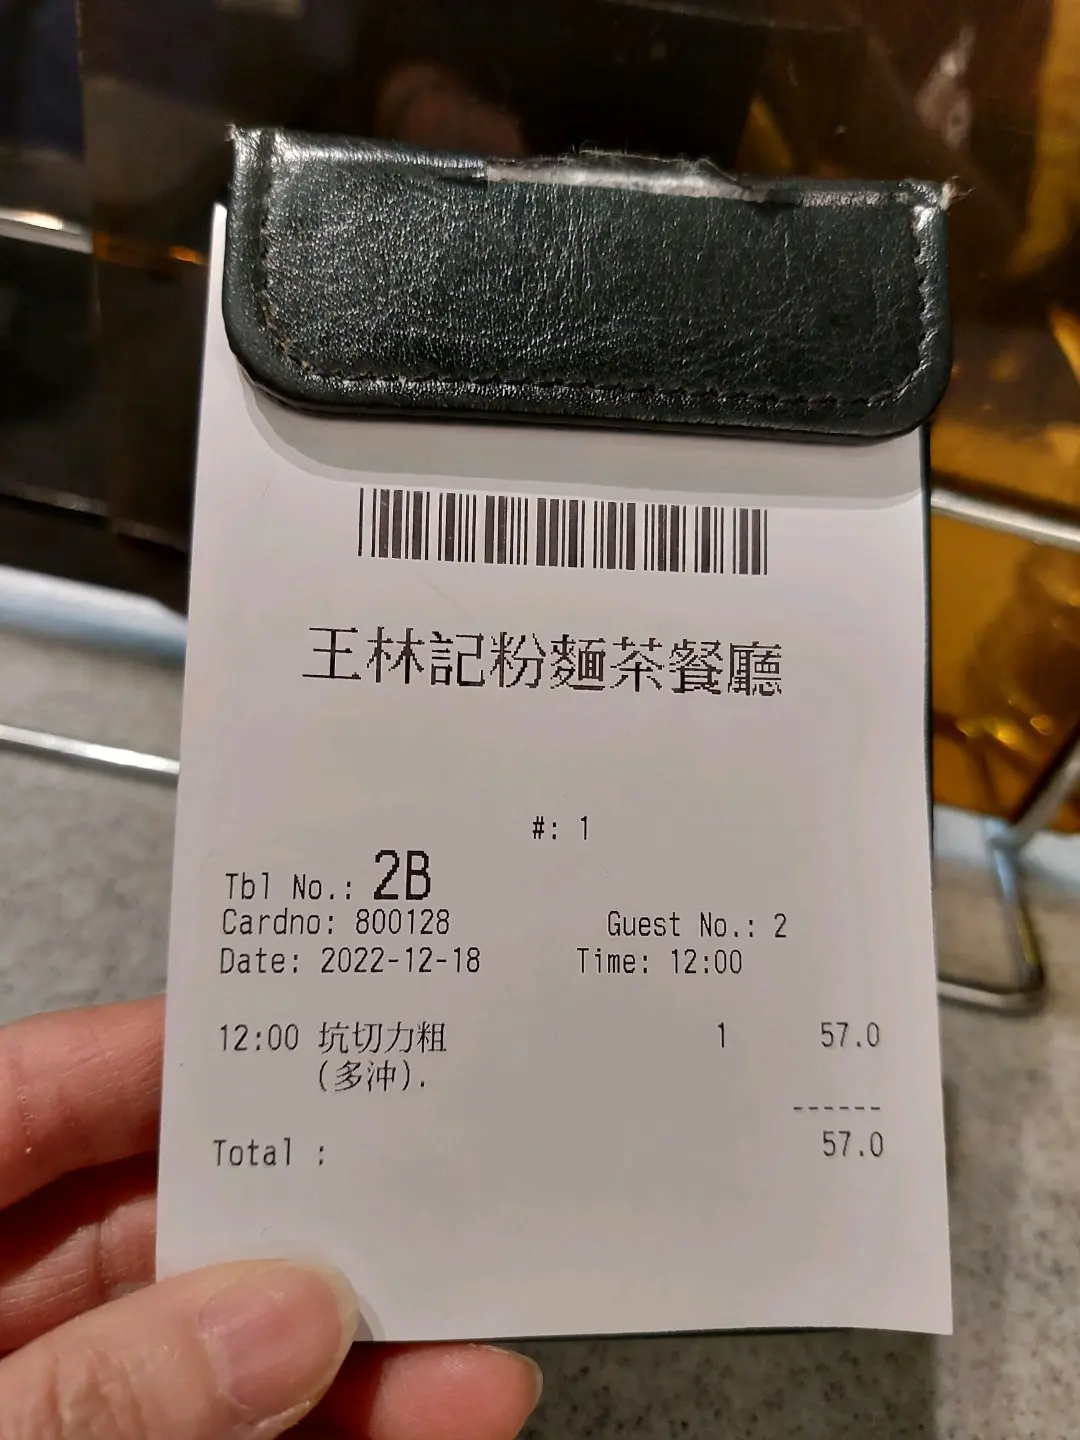 王林記粉麵茶餐廳
#: 1
Tbl No.: 2B
Cardno: 800128 Guest No.: 2
Date: 2022-12-18 Time: 12:00
12:00 坑切力粗 1 57.0
(多沖).
------
Total : 57.0